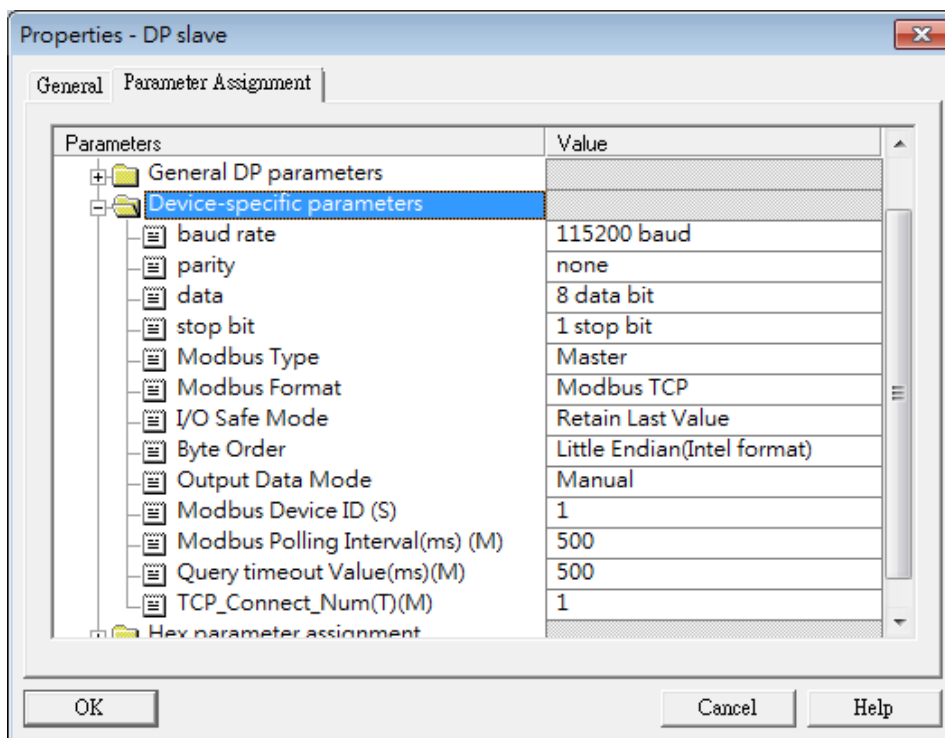 Properties - DP slave
General Parameter Assignment
Parameters Value
General DP parameters
Device-specific parameters
baud rate 115200 baud
parity none
data 8 data bit
stop bit 1 stop bit
Modbus Type Master
Modbus Format Modbus TCP
I/O Safe Mode Retain Last Value
Byte Order Little Endian(Intel format)
Output Data Mode Manual
Modbus Device ID (S) 1
Modbus Polling Interval(ms) (M) 500
Query timeout Value(ms)(M) 500
TCP_Connect_Num(T)(M) 1
Hex parameter assignment
OK Cancel Help